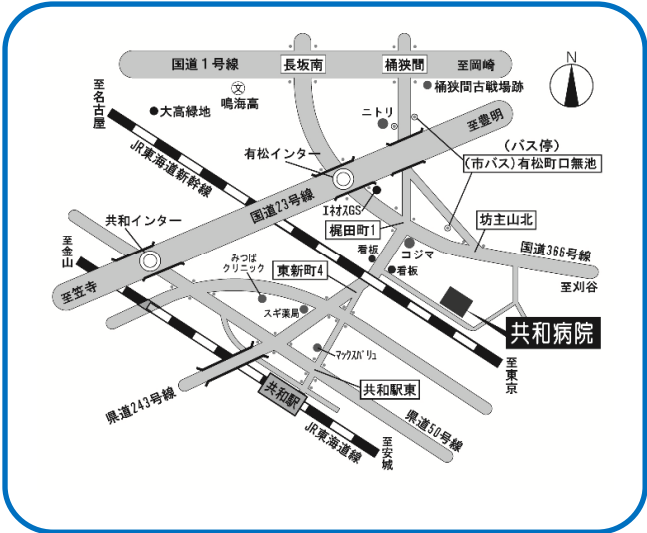 国道1号線
長坂南
桶狭間
至岡崎
N
至名古屋
文
鳴海高
桶狭間古戦場跡
大高緑地
ニトリ
至豊明
JR東海道新幹線
有松インター
(バス停)
(市バス)有松町口無池
国道23号線
エネオスGS
共和インター
梶田町1
坊主山北
至金山
コジマ
国道366号線
看板
みつば
クリニック
東新町4
看板
至刈谷
至笠寺
スギ薬局
共和病院
マックスバリュ
至東京
共和駅東
県道243号線
共和駅
県道50号線
JR東海道線
至安城